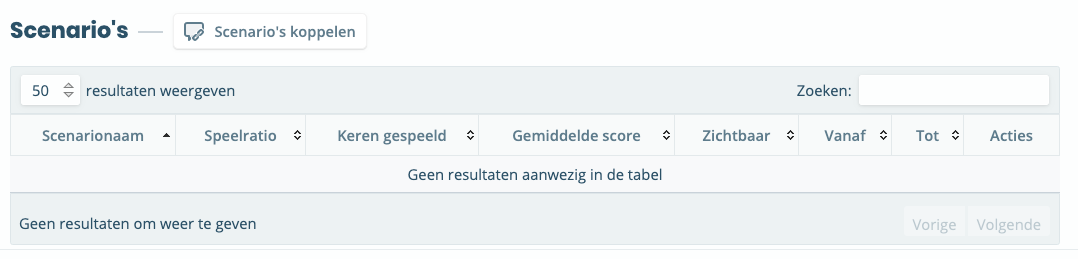 Scenario's Scenario's koppelen
50 resultaten weergeven Zoeken:
Scenarionaam Speelratio Keren gespeeld Gemiddelde score Zichtbaar Vanaf Tot Acties
Geen resultaten aanwezig in de tabel
Geen resultaten om weer te geven Vorige Volgende